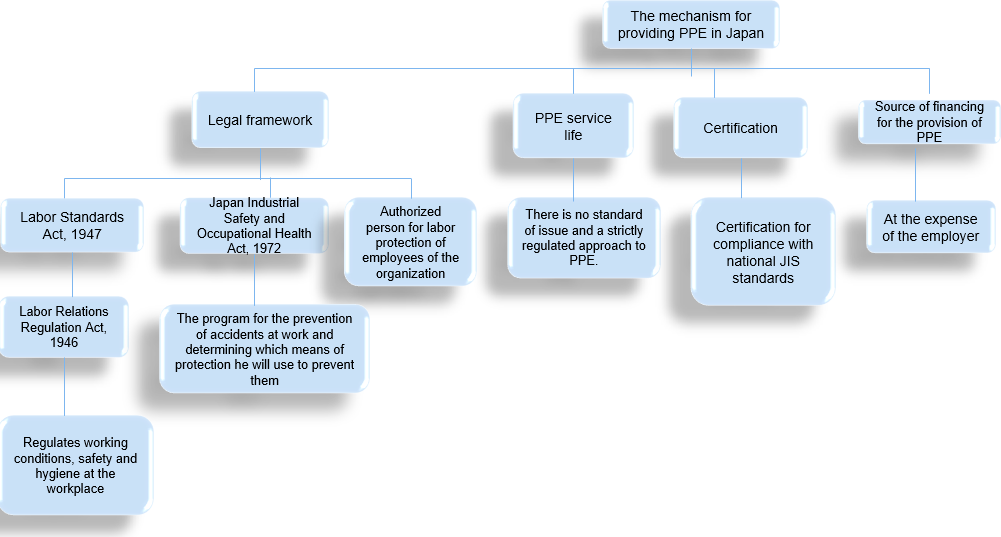 The mechanism for
providing PPE in Japan
Legal framework
PPE service
life
Certification
Source of financing
for the provision of
PPE
Labor Standards
Act, 1947
Japan Industrial
Safety and
Occupational Health
Act, 1972
Authorized
person for labor
protection of
employees of the
organization
There is no standard
of issue and a strictly
regulated approach to
PPE.
Certification for
compliance with
national JIS
standards
At the expense
of the employer
Labor Relations
Regulation Act,
1946
The program for the prevention
of accidents at work and
determining which means of
protection he will use to prevent
them
Regulates working
conditions, safety and
hygiene at the
workplace